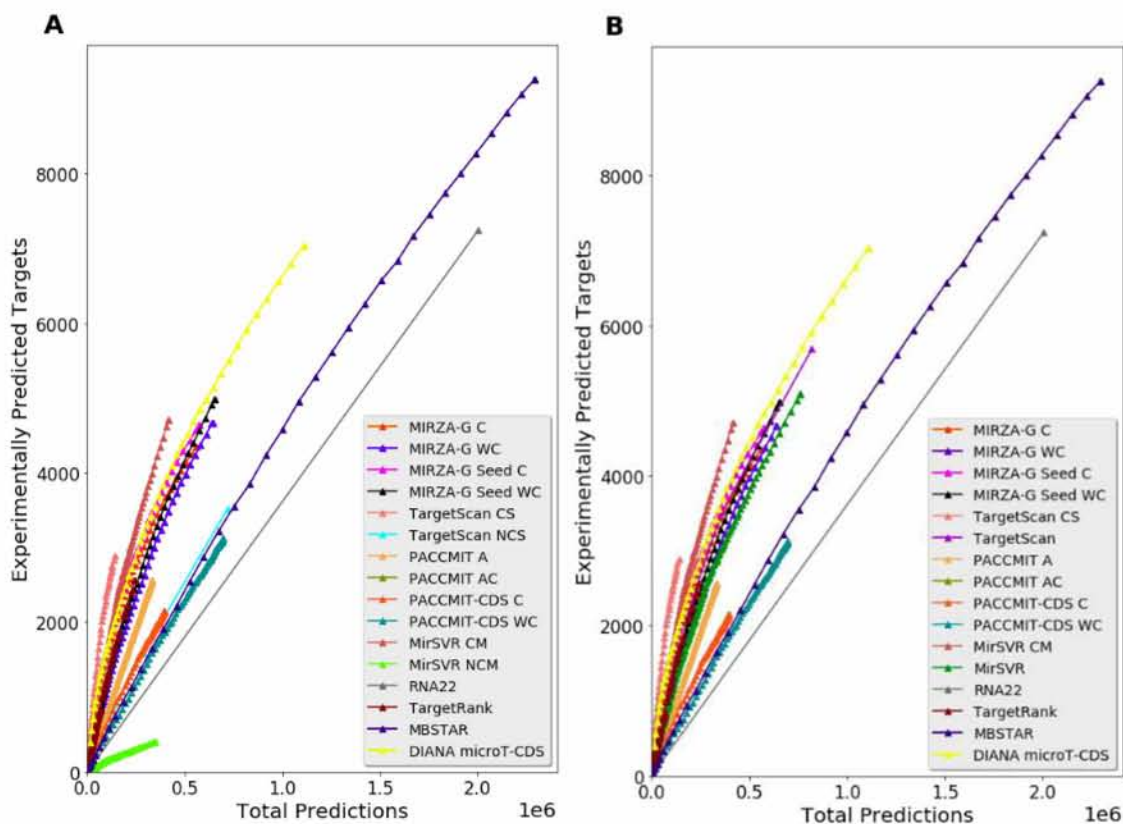 A
Experimentally Predicted Targets
8000
6000
4000
2000
0
MIRZA-G C
MIRZA-G WC
MIRZA-G Seed C
MIRZA-G Seed WC
TargetScan CS
TargetScan NCS
PACCMIT A
PACCMIT AC
PACCMIT-CDS C
PACCMIT-CDS WC
MirSVR CM
MirSVR NCM
RNA22
TargetRank
MBSTAR
DIANA microT-CDS
0.0 0.5 1.0 1.5 2.0
Total Predictions
1e6
B
Experimentally Predicted Targets
8000
6000
4000
2000
0
MIRZA-G C
MIRZA-G WC
MIRZA-G Seed C
MIRZA-G Seed WC
TargetScan CS
TargetScan
PACCMIT A
PACCMIT AC
PACCMIT-CDS C
PACCMIT-CDS WC
MirSVR CM
MirSVR
RNA22
TargetRank
MBSTAR
DIANA microT-CDS
0.0 0.5 1.0 1.5 2.0
Total Predictions
1e6